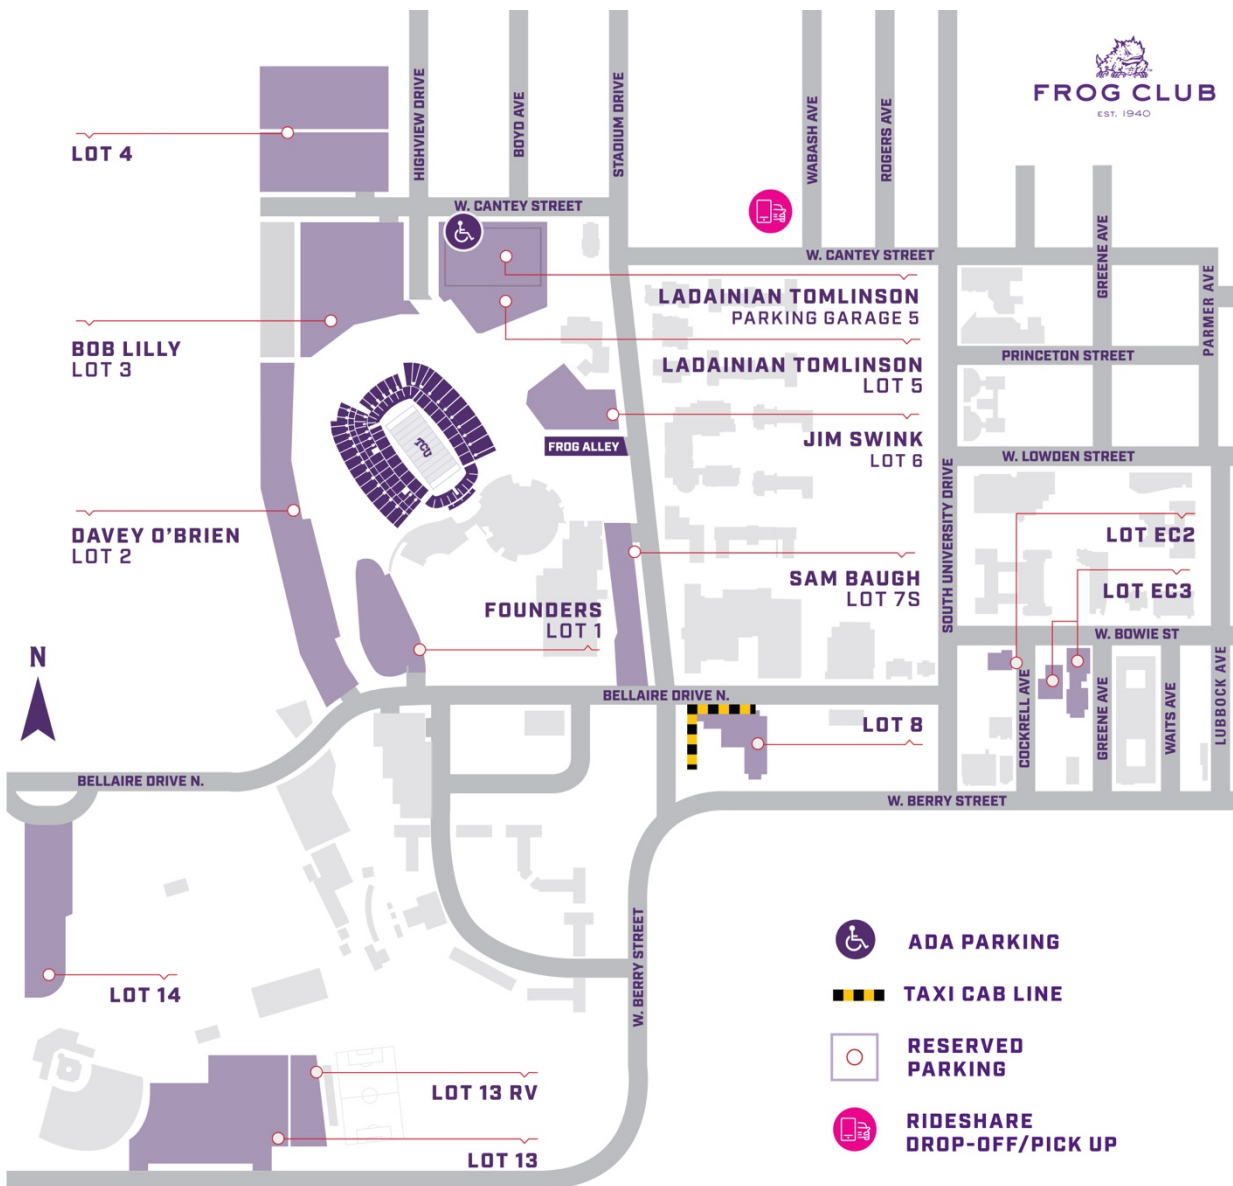 FROG CLUB
EST. 1940
HIGHVIEW DRIVE
BOYD AVE
STADIUM DRIVE
WABASH AVE
ROGERS AVE
LOT 4
W. CANTEY STREET
W. CANTEY STREET
GREENE AVE
PARMER AVE
LADAINIAN TOMLINSON
PARKING GARAGE 5
BOB LILLY
LOT 3
LADAINIAN TOMLINSON
LOT 5
PRINCETON STREET
TCU
FROG ALLEY
JIM SWINK
LOT 6
W. LOWDEN STREET
SOUTH UNIVERSITY DRIVE
DAVEY O'BRIEN
LOT 2
LOT EC2
SAM BAUGH
LOT 7S
LOT EC3
FOUNDERS
LOT 1
W. BOWIE ST
N
BELLAIRE DRIVE N.
LOT 8
COCKRELL AVE
GREENE AVE
WAITS AVE
LUBBOCK AVE
BELLAIRE DRIVE N.
W. BERRY STREET
W. BERRY STREET
LOT 14
LOT 13 RV
LOT 13
ADA PARKING
TAXI CAB LINE
RESERVED
PARKING
RIDESHARE
DROP-OFF/PICK UP